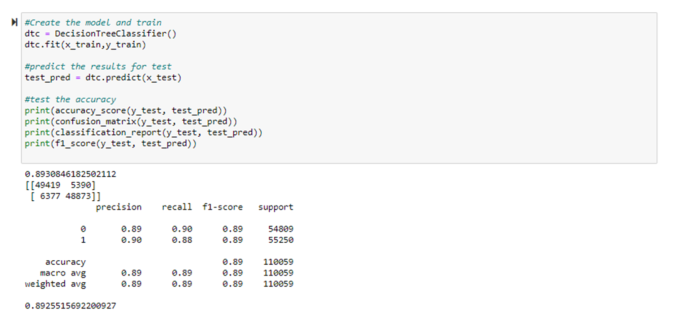 #Create the model and train
dtc = DecisionTreeClassifier()
dtc.fit(x_train,y_train)
#predict the results for test
test_pred = dtc.predict(x_test)
#test the accuracy
print(accuracy_score(y_test, test_pred))
print(confusion_matrix(y_test, test_pred))
print(classification_report(y_test, test_pred))
print(f1_score(y_test, test_pred))
0.8930846182502112
[[49419 5390]
[ 6377 48873]]
precision recall f1-score support
0 0.89 0.90 0.89 54809
1 0.90 0.88 0.89 55250
accuracy 0.89 110059
macro avg 0.89 0.89 0.89 110059
weighted avg 0.89 0.89 0.89 110059
0.8925515692200927